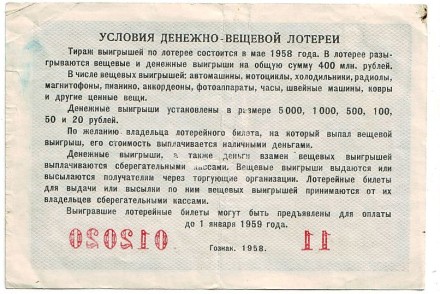 УСЛОВИЯ ДЕНЕЖНО-ВЕЩЕВОЙ ЛОТЕРЕИ
Тираж выигрышей по лотерее состоится в мае 1958 года. В лотерее разы-
грываются вещевые и денежные выигрыши на общую сумму 400 млн. рублей.
В числе вещевых выигрышей: автомашины, мотоциклы, холодильники, радиолы,
магнитофоны, пианино, аккордеоны, фотоаппараты, часы, швейные машины, ковры
и другие ценные вещи.
Денежные выигрыши установлены в размере 5 000, 1 000, 500, 100,
50 и 20 рублей.
По желанию владельца лотерейного билета, на который выпал вещевой
выигрыш, его стоимость выплачивается наличными деньгами.
Денежные выигрыши, а также деньги взамен вещевых выигрышей
выплачиваются сберегательными кассами. Вещевые выигрыши выдаются или
высылаются получателям через торгующие организации. Лотерейные билеты
для выдачи или высылки по ним вещевых выигрышей принимаются от их
владельцев сберегательными кассами.
Выигравшие лотерейные билеты могут быть предъявлены для оплаты
до 1 января 1959 года.
012020 11
Гознак. 1958.